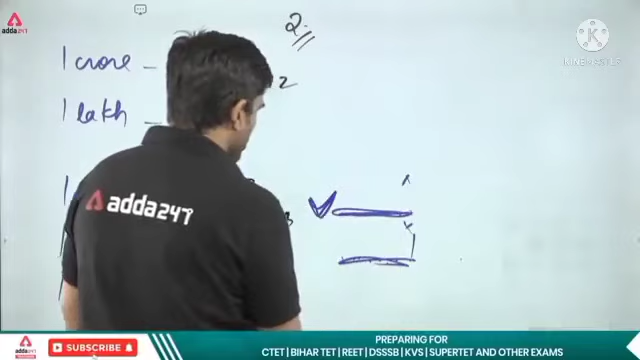 adda247
2.
KINEMASTER
1 crore _
2
1 lakh _
adda247
SUBSCRIBE
PREPARING FOR
CTET | BIHAR TET | REET | DSSSB | KVS | SUPERTET AND OTHER EXAMS